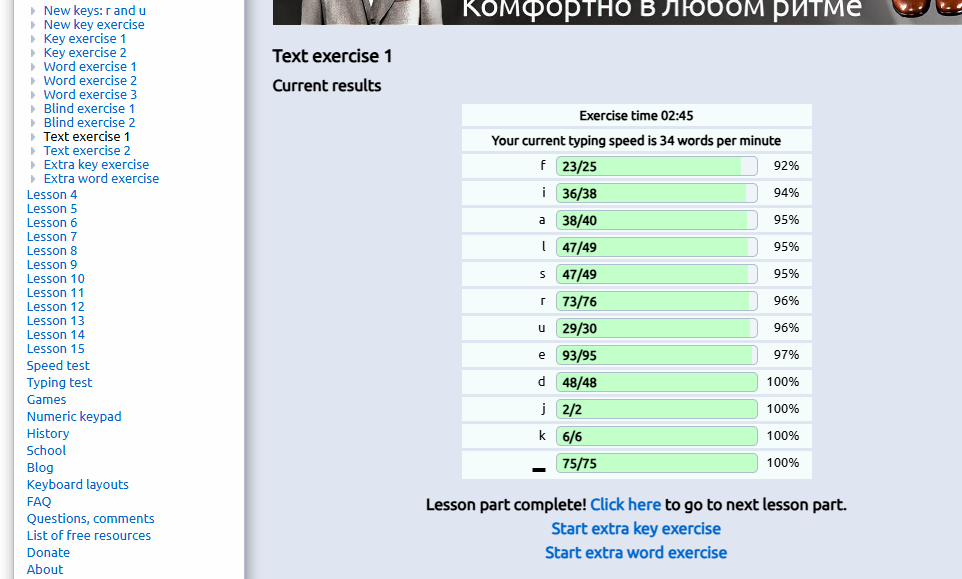 New keys: r and u
New key exercise
Key exercise 1
Key exercise 2
Word exercise 1
Word exercise 2
Word exercise 3
Blind exercise 1
Blind exercise 2
Text exercise 1
Text exercise 2
Extra key exercise
Extra word exercise
Lesson 4
Lesson 5
Lesson 6
Lesson 7
Lesson 8
Lesson 9
Lesson 10
Lesson 11
Lesson 12
Lesson 13
Lesson 14
Lesson 15
Speed test
Typing test
Games
Numeric keypad
History
School
Blog
Keyboard layouts
FAQ
Questions, comments
List of free resources
Donate
About
Комфортно в любом ритме
Text exercise 1
Current results
Exercise time 02:45
Your current typing speed is 34 words per minute
f 23/25 92%
i 36/38 94%
a 38/40 95%
l 47/49 95%
s 47/49 95%
r 73/76 96%
u 29/30 96%
e 93/95 97%
d 48/48 100%
j 2/2 100%
k 6/6 100%
_ 75/75 100%
Lesson part complete! Click here to go to next lesson part.
Start extra key exercise
Start extra word exercise